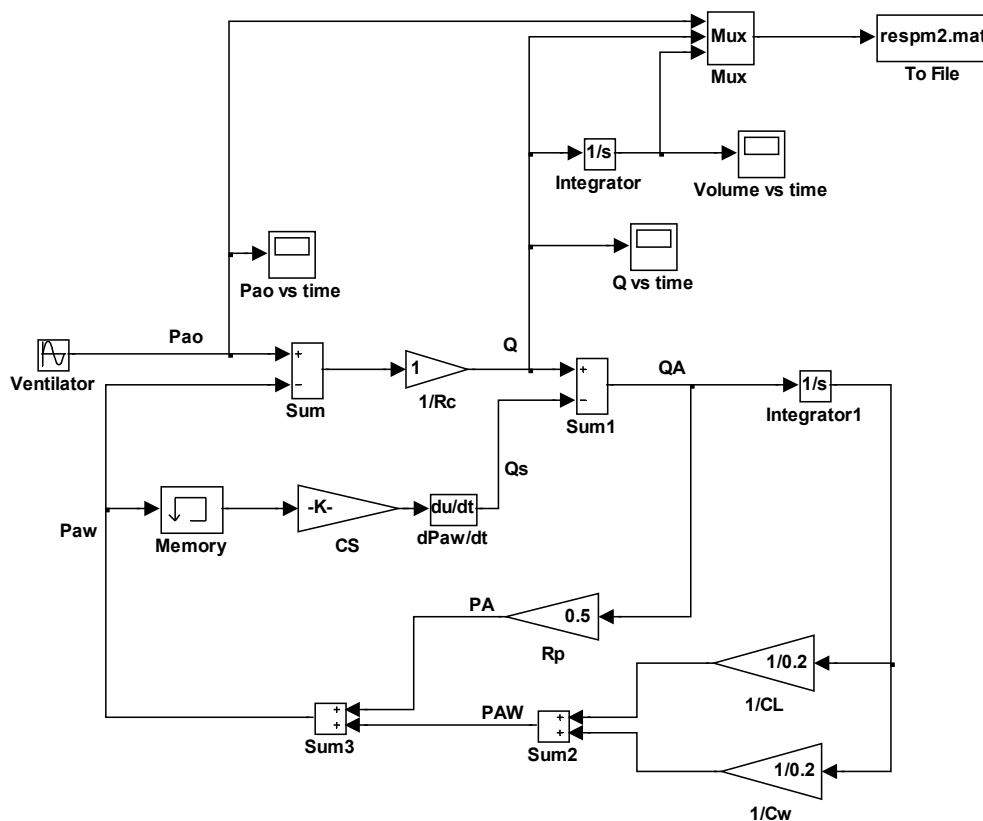 Mux
respm2.mat
Mux
To File
1/s
Integrator
Volume vs time
Pao vs time
Q vs time
Pao
Q
QA
Ventilator
+
−
Sum
1
1/Rc
+
−
Sum1
1/s
Integrator1
Qs
Paw
Memory
-K-
CS
du/dt
dPaw/dt
PA
0.5
Rp
1/0.2
1/CL
+
+
Sum3
PAW
+
+
Sum2
1/0.2
1/Cw